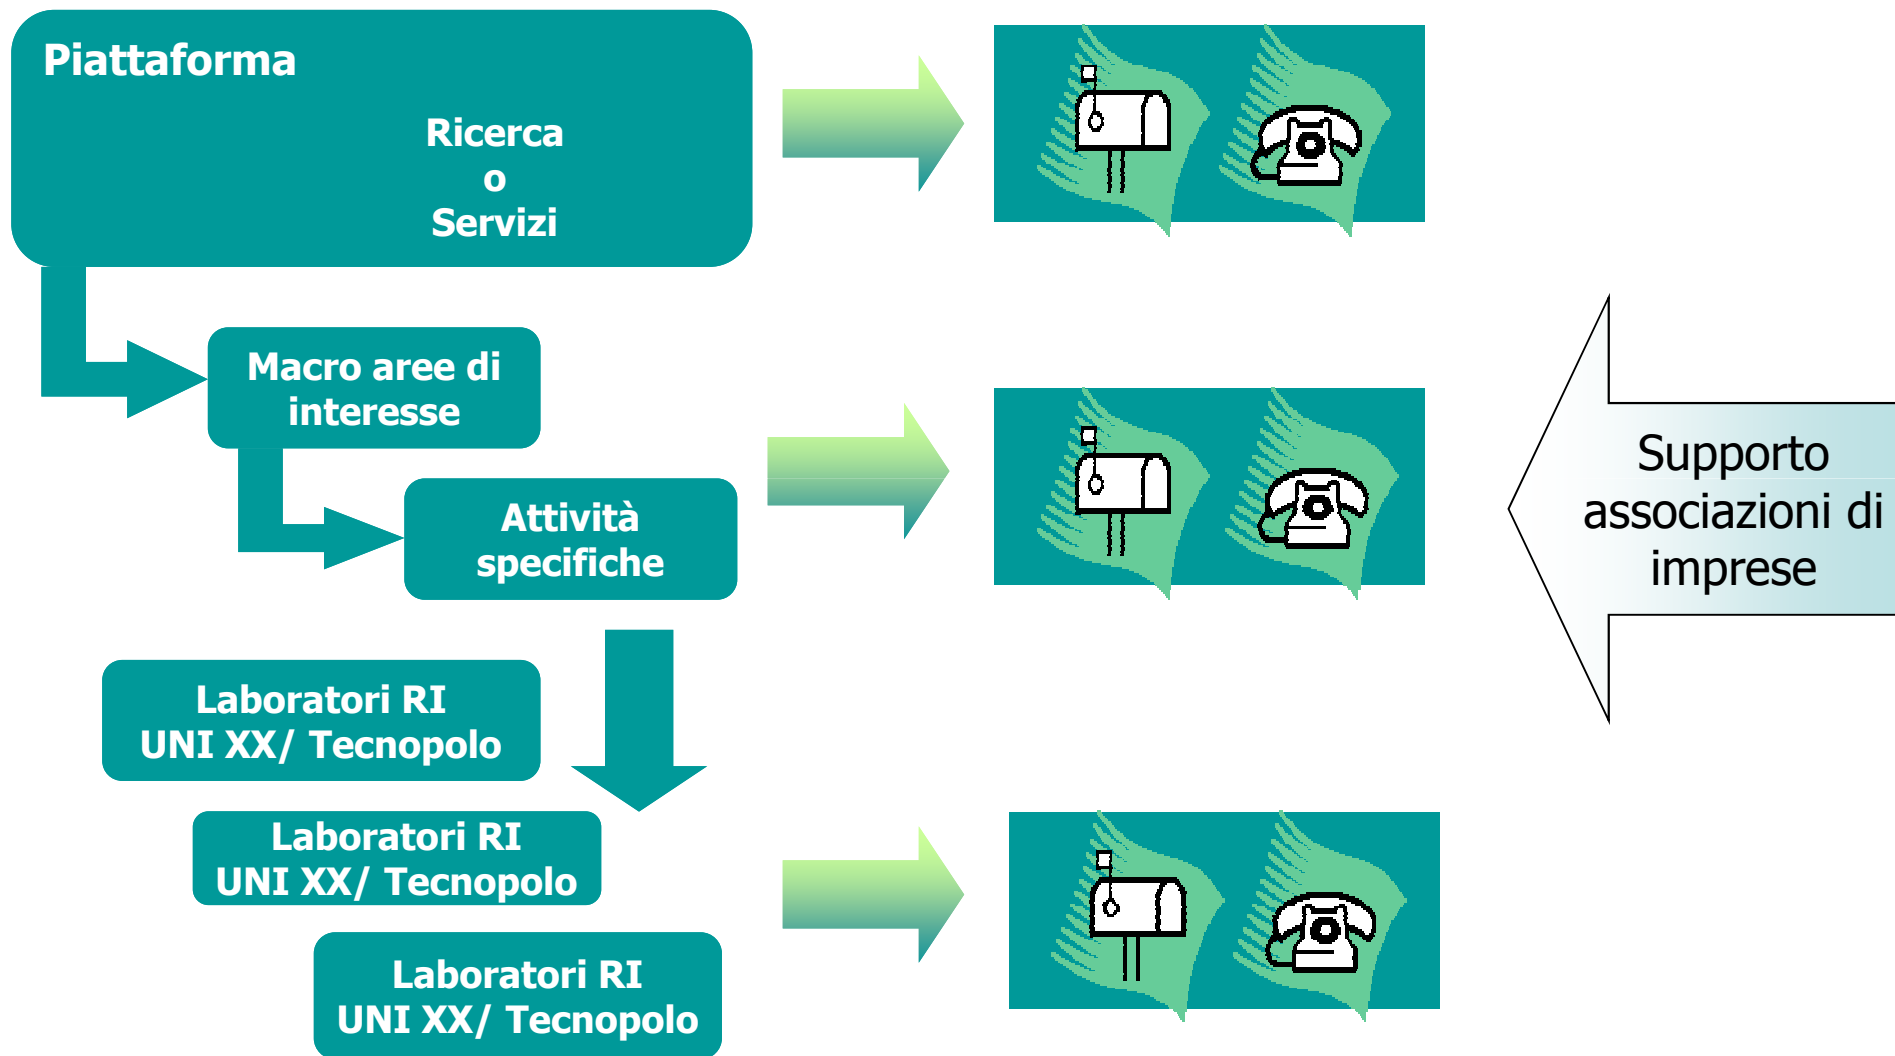 Piattaforma
Ricerca
o
Servizi
Macro aree di
interesse
Attività
specifiche
Supporto
associazioni di
imprese
Laboratori RI
UNI XX/ Tecnopolo
Laboratori RI
UNI XX/ Tecnopolo
Laboratori RI
UNI XX/ Tecnopolo